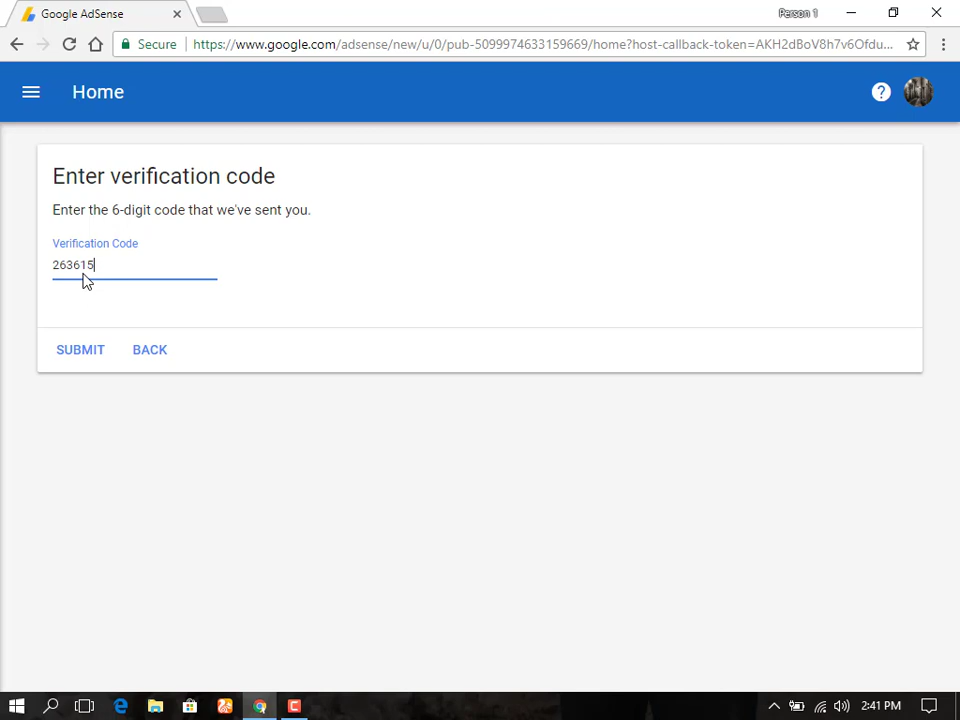 Google AdSense
Person 1
Secure
https://www.google.com/adsense/new/u/0/pub-5099974633159669/home?host-callback-token=AKH2dBoV8h7v6Ofdu...
Home
Enter verification code
Enter the 6-digit code that we've sent you.
Verification Code
263615
SUBMIT BACK
2:41 PM